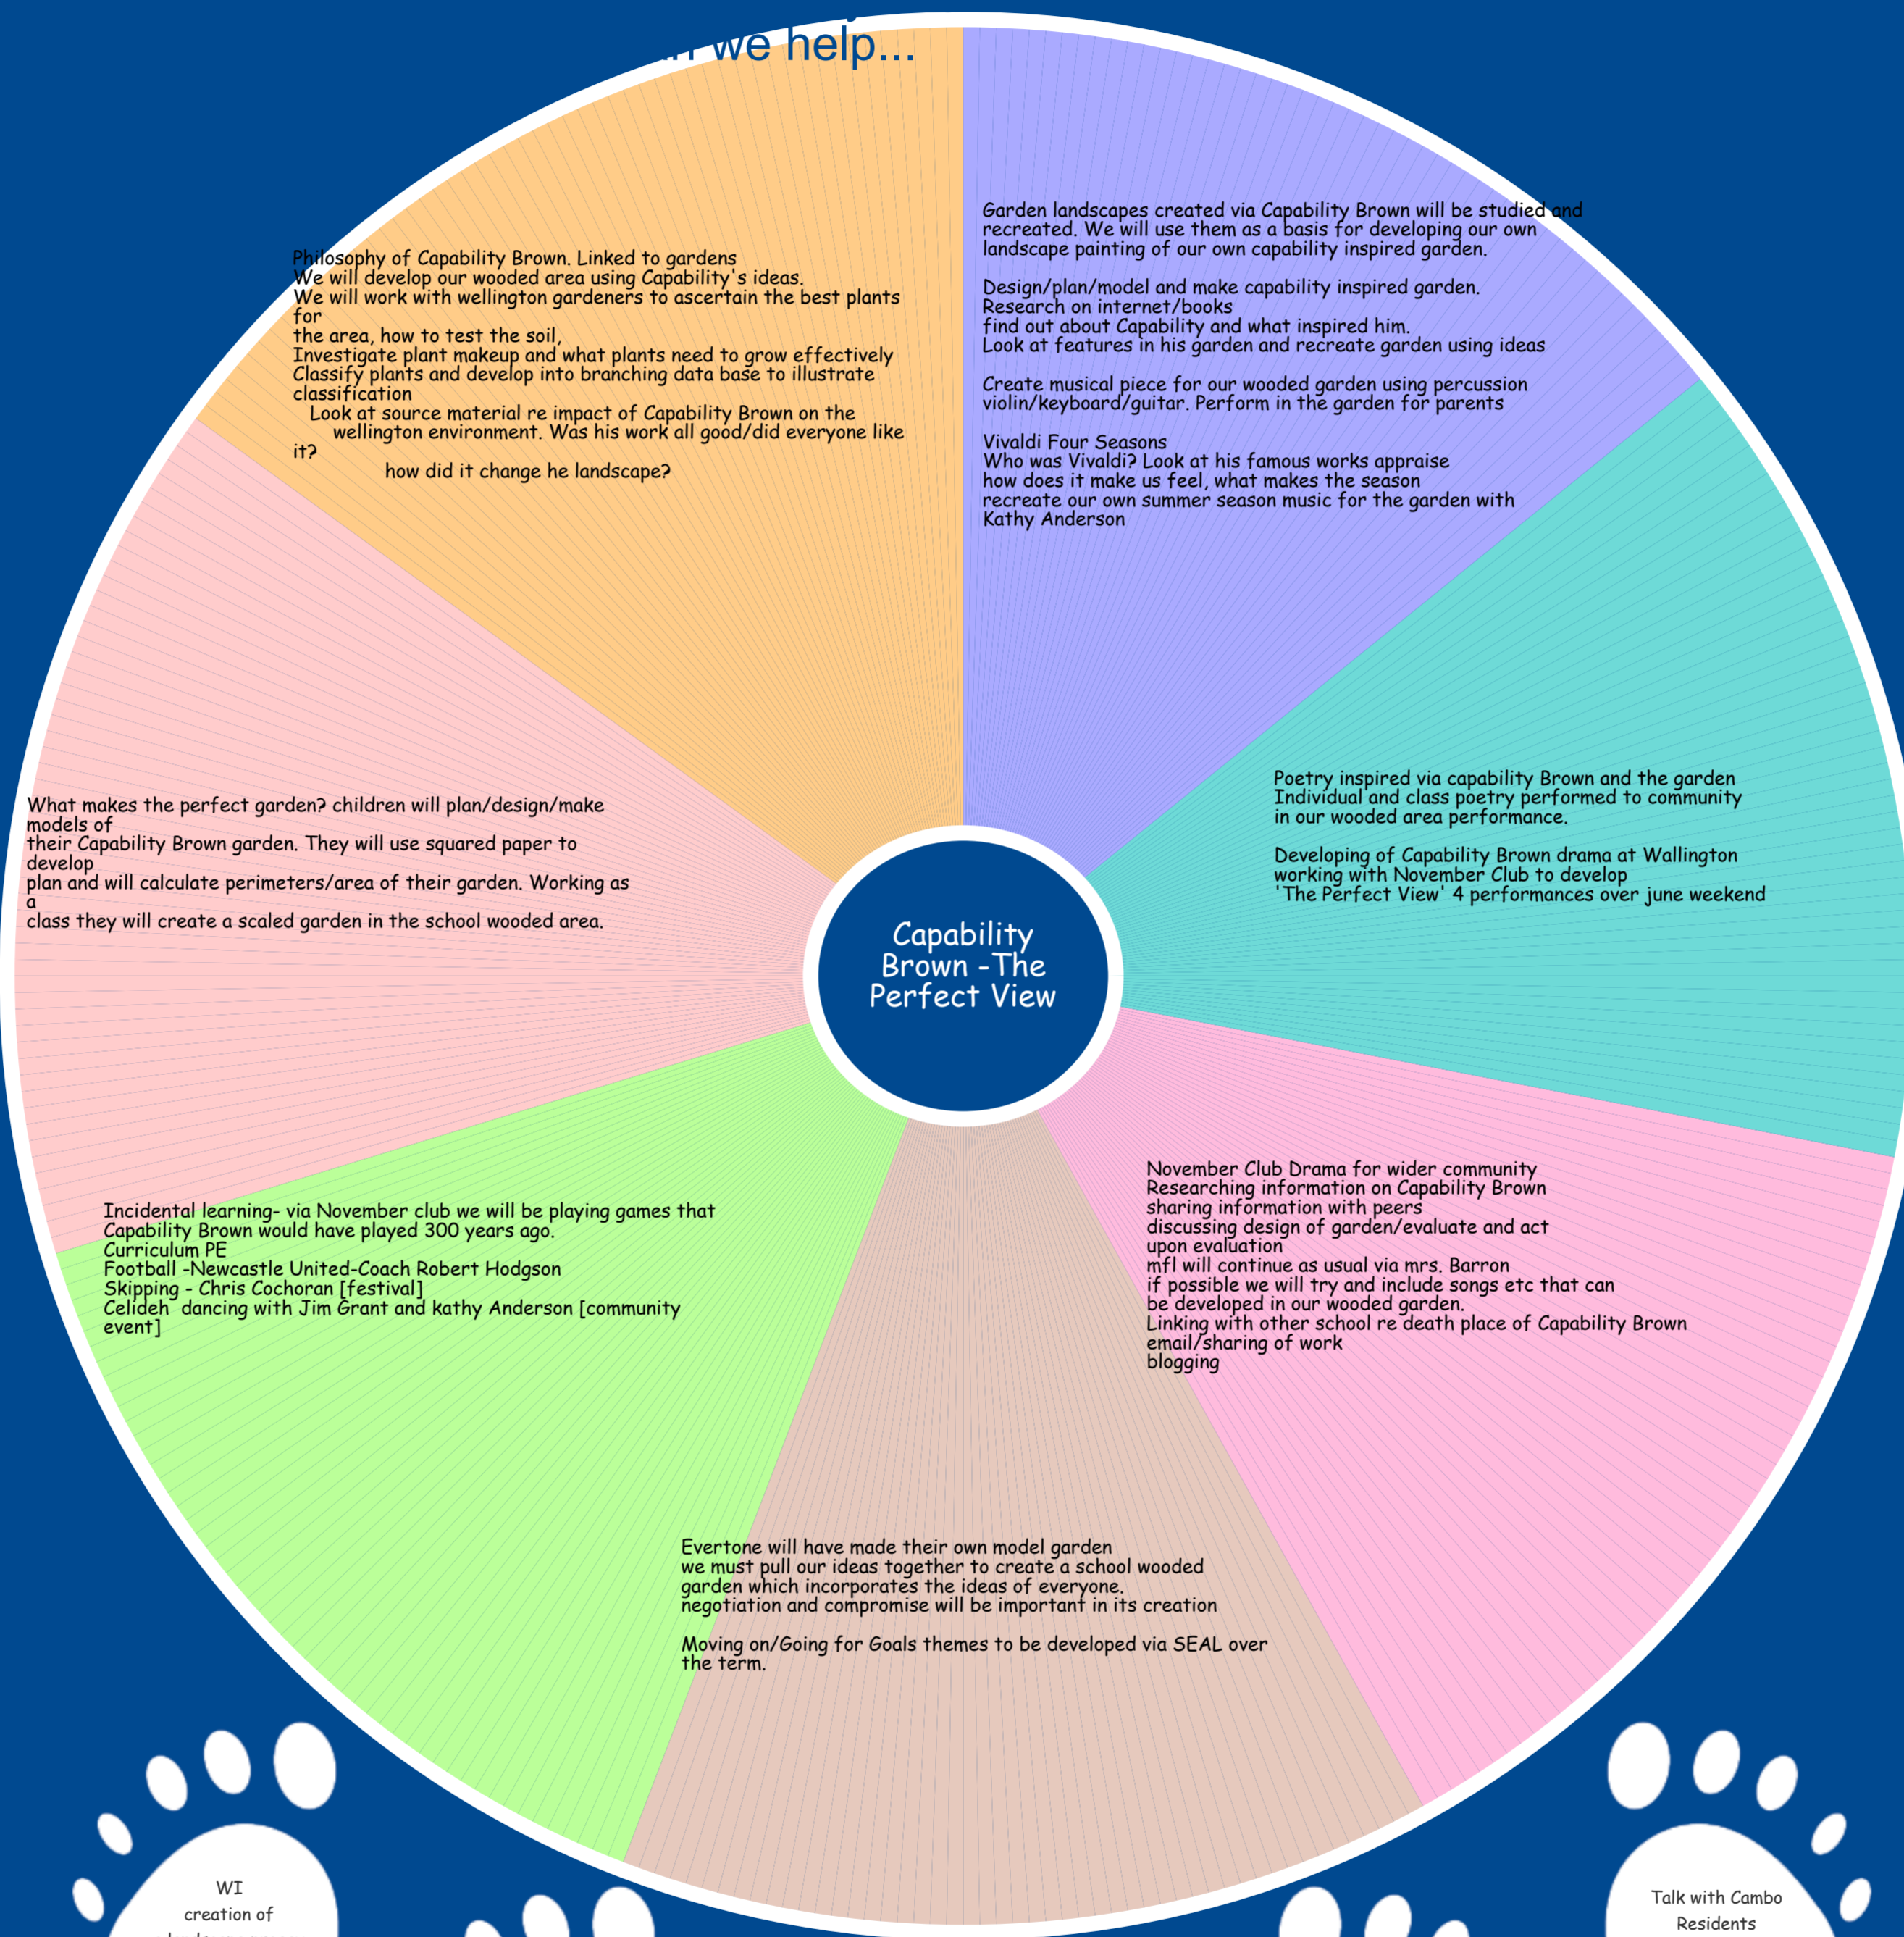 we help...
Garden landscapes created via Capability Brown will be studied and
recreated. We will use them as a basis for developing our own
landscape painting of our own capability inspired garden.
Design/plan/model and make capability inspired garden.
Research on internet/books
find out about Capability and what inspired him.
Look at features in his garden and recreate garden using ideas
Create musical piece for our wooded garden using percussion
violin/keyboard/guitar. Perform in the garden for parents
Vivaldi Four Seasons
Who was Vivaldi? Look at his famous works appraise
how does it make us feel, what makes the season
recreate our own summer season music for the garden with
Kathy Anderson
Philosophy of Capability Brown. Linked to gardens
We will develop our wooded area using Capability's ideas.
We will work with wellington gardeners to ascertain the best plants
for
the area, how to test the soil,
Investigate plant makeup and what plants need to grow effectively
Classify plants and develop into branching data base to illustrate
classification
Look at source material re impact of Capability Brown on the
wellington environment. Was his work all good/did everyone like
it?
how did it change he landscape?
Poetry inspired via capability Brown and the garden
Individual and class poetry performed to community
in our wooded area performance.
Developing of Capability Brown drama at Wallington
working with November Club to develop
'The Perfect View' 4 performances over june weekend
What makes the perfect garden? children will plan/design/make
models of
their Capability Brown garden. They will use squared paper to
develop
plan and will calculate perimeters/area of their garden. Working as
a
class they will create a scaled garden in the school wooded area.
Capability
Brown -The
Perfect View
November Club Drama for wider community
Researching information on Capability Brown
sharing information with peers
discussing design of garden/evaluate and act
upon evaluation
mfl will continue as usual via mrs. Barron
if possible we will try and include songs etc that can
be developed in our wooded garden.
Linking with other school re death place of Capability Brown
email/sharing of work
blogging
Incidental learning- via November club we will be playing games that
Capability Brown would have played 300 years ago.
Curriculum PE
Football -Newcastle United-Coach Robert Hodgson
Skipping - Chris Cochoran [festival]
Celideh  dancing with Jim Grant and kathy Anderson [community
event]
Evertone will have made their own model garden
we must pull our ideas together to create a school wooded
garden which incorporates the ideas of everyone.
negotiation and compromise will be important in its creation
Moving on/Going for Goals themes to be developed via SEAL over
the term.
WI
creation of
Talk with Cambo
Residents